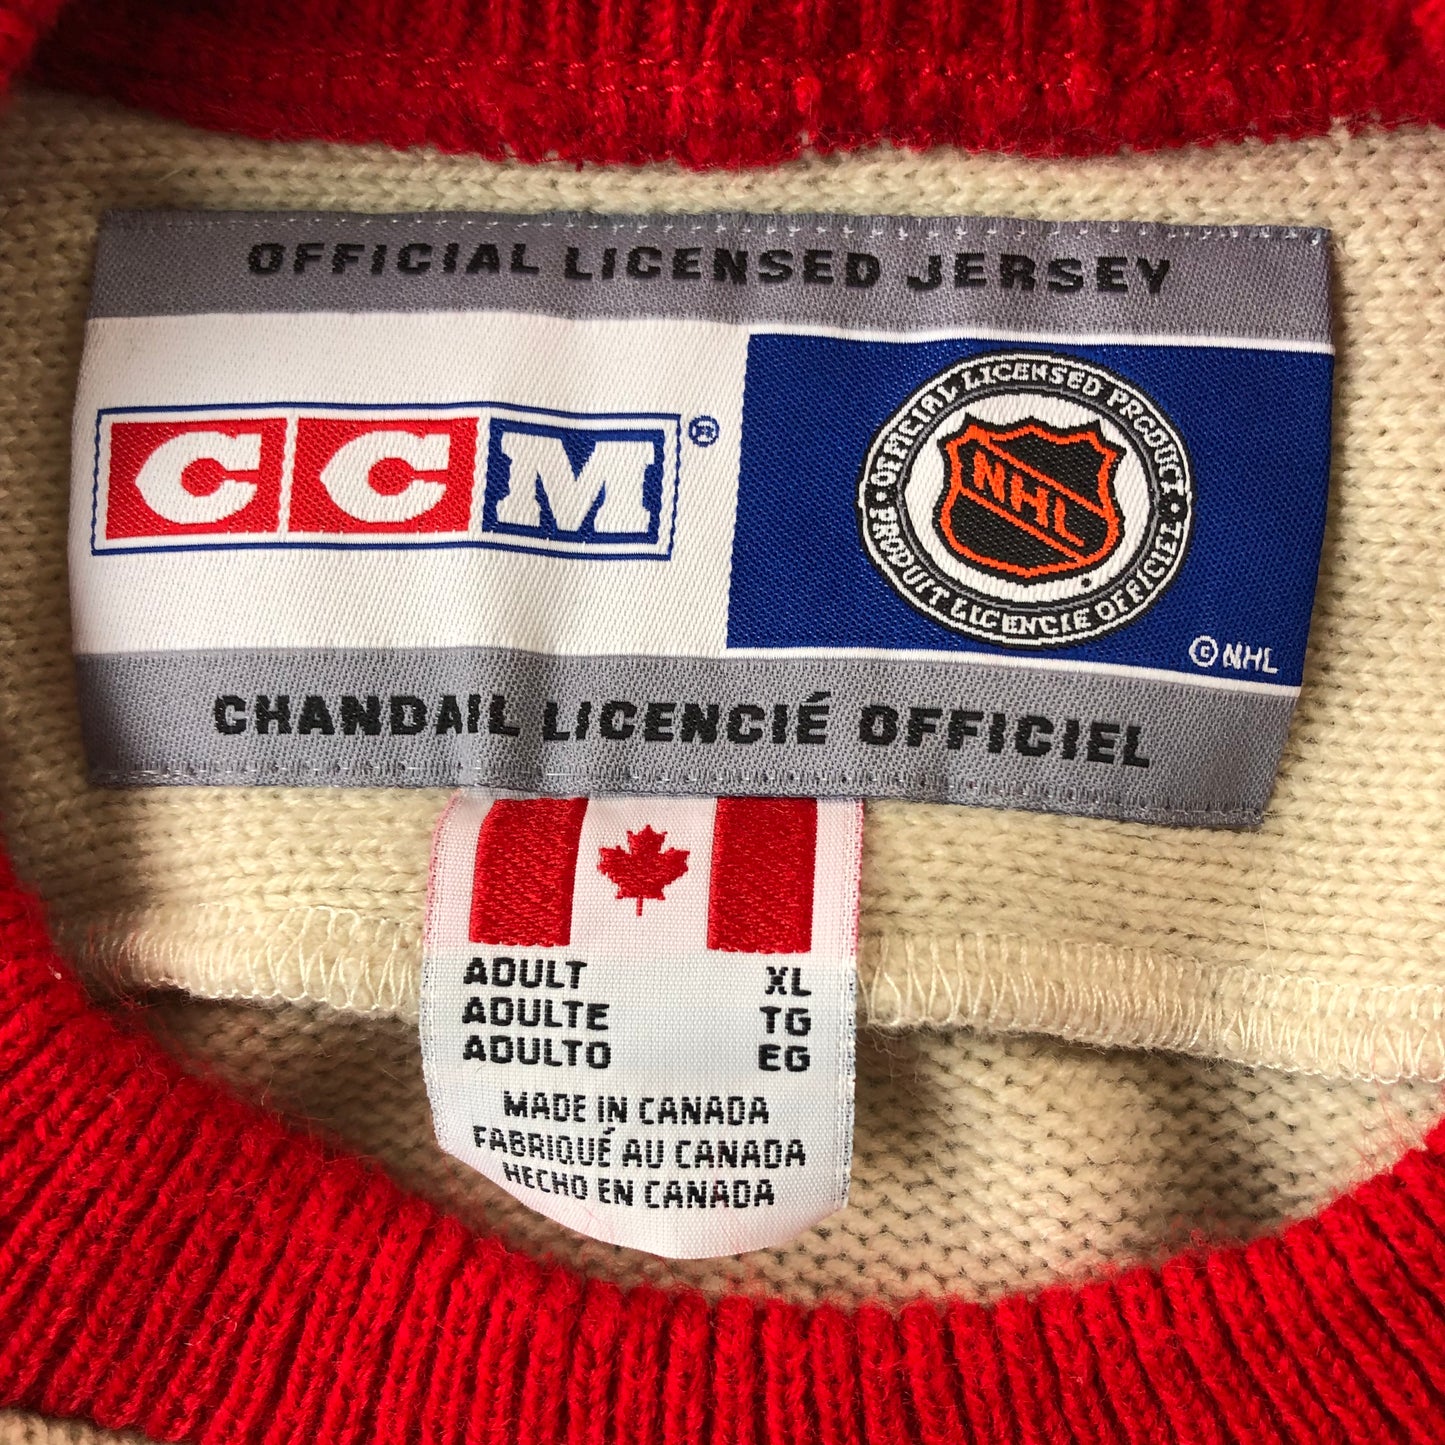 OFFICIAL LICENSED JERSEY
CCM®
OFFICIAL LICENSED PRODUCT
NHL
PRODUIT LICENCIE OFFICIEL
© NHL
CHANDAIL LICENCIÉ OFFICIEL
ADULT XL
ADULTE TG
ADULTO EG
MADE IN CANADA
FABRIQUÉ AU CANADA
HECHO EN CANADA